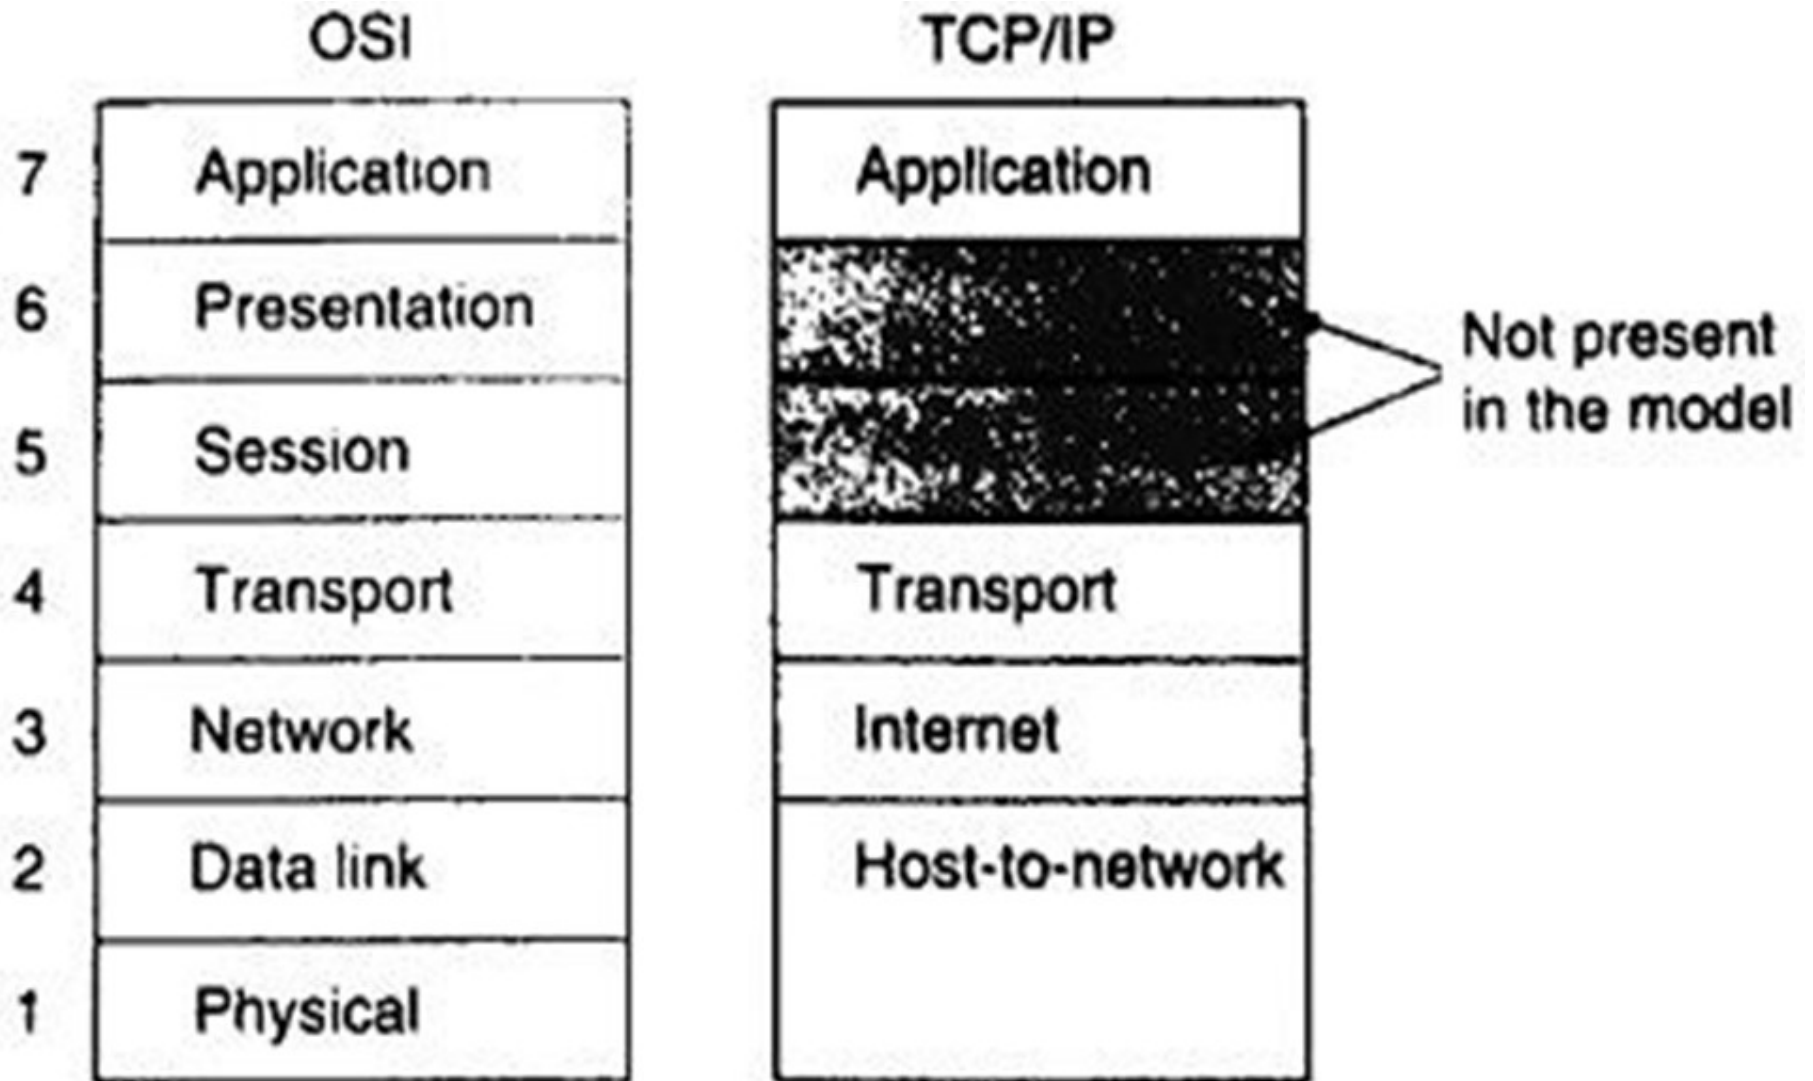 OSI TCP/IP
7 Application Application
6 Presentation
Not present
in the model
5 Session
4 Transport Transport
3 Network Internet
2 Data link Host-to-network
1 Physical